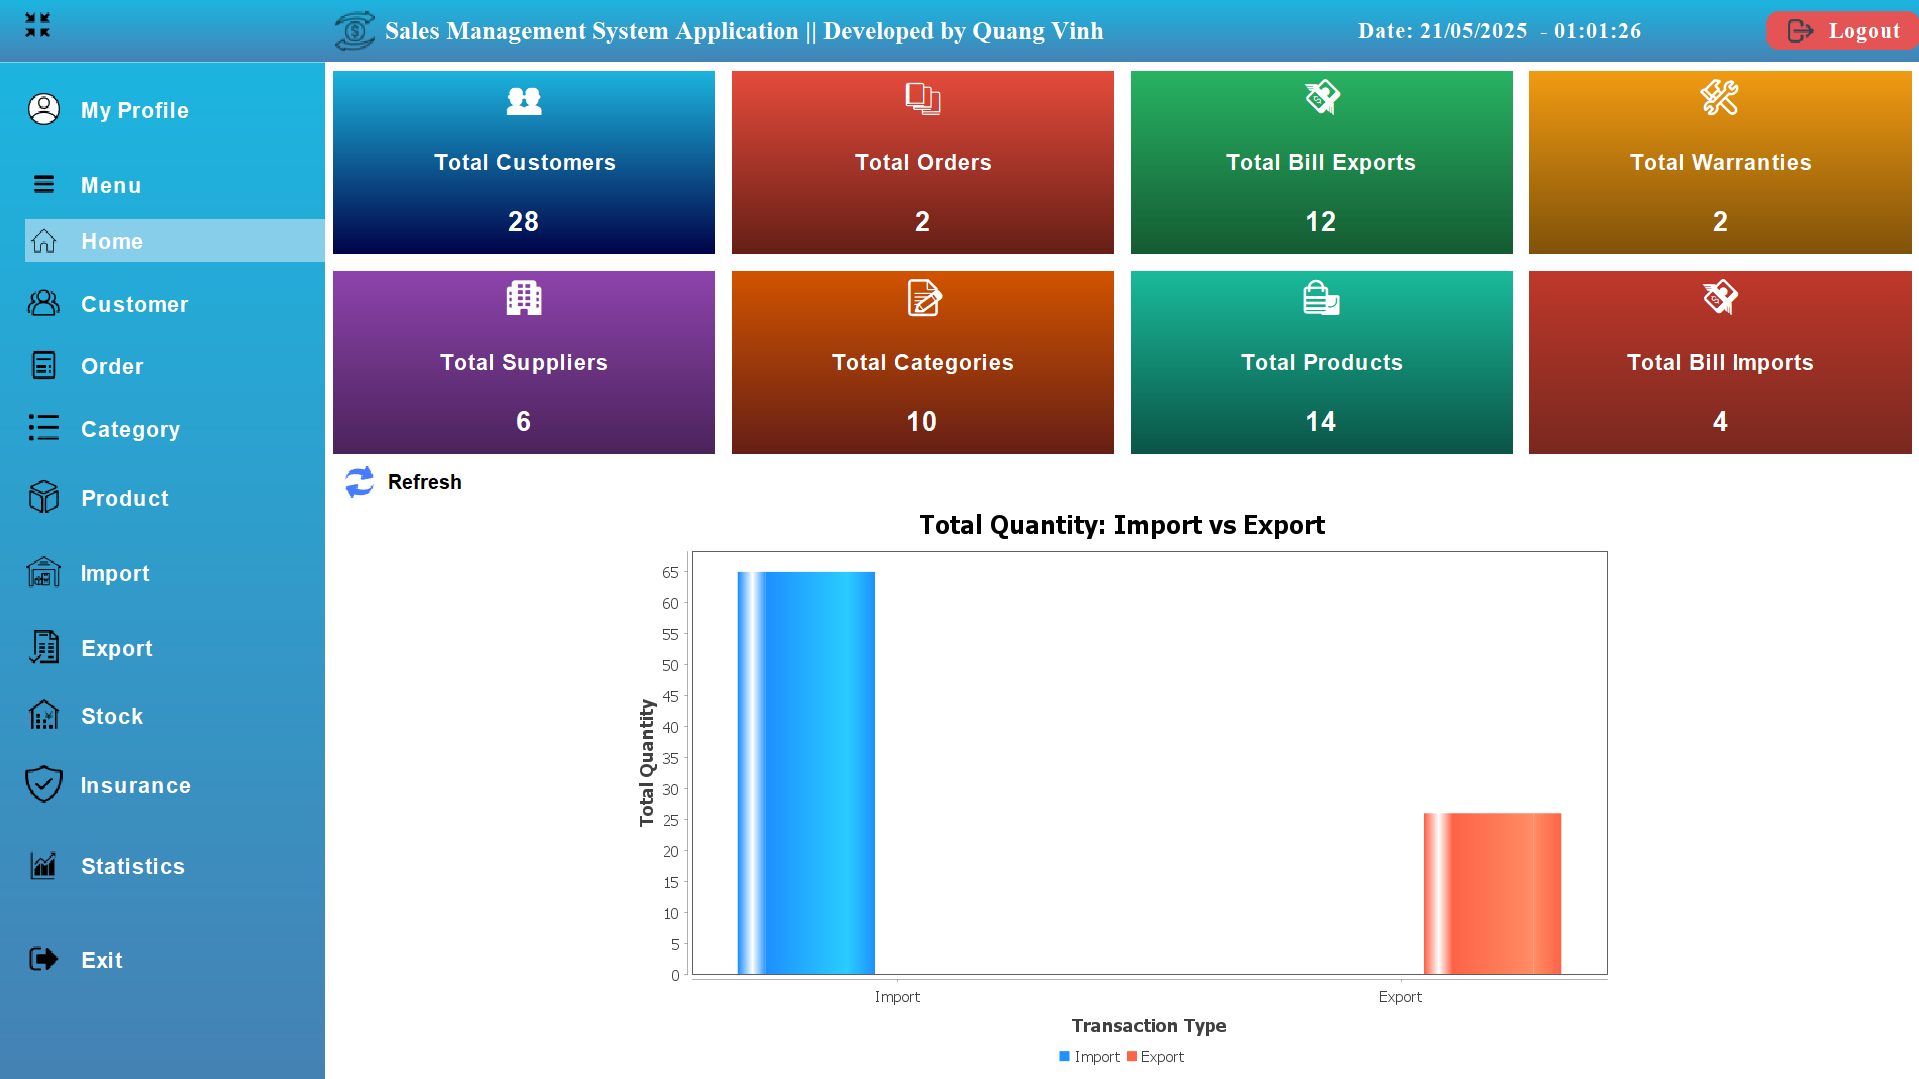 Sales Management System Application || Developed by Quang Vinh
Date: 21/05/2025 - 01:01:26
Logout
My Profile
Menu
Home
Customer
Order
Category
Product
Import
Export
Stock
Insurance
Statistics
Exit
Total Customers
28
Total Orders
2
Total Bill Exports
12
Total Warranties
2
Total Suppliers
6
Total Categories
10
Total Products
14
Total Bill Imports
4
Refresh
Total Quantity: Import vs Export
Total Quantity
65
60
55
50
45
40
35
30
25
20
15
10
5
0
Import
Export
Transaction Type
Import
Export